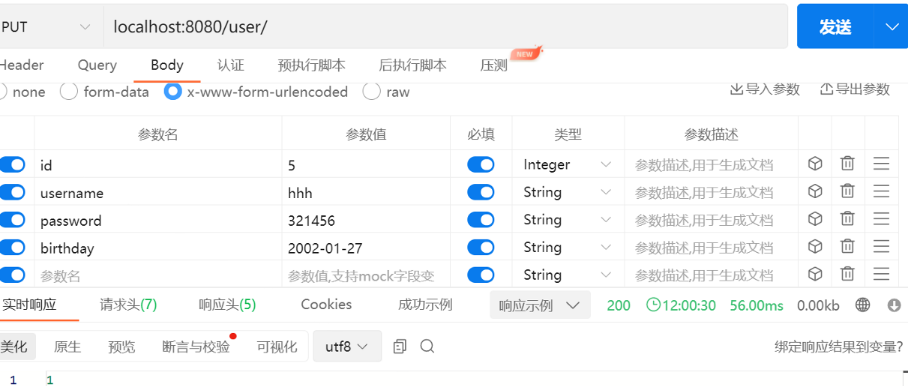 PUT localhost:8080/user/ 发送
Header Query Body 认证 预执行脚本 后执行脚本 压测 NEW
none form-data x-www-form-urlencoded raw 导入参数 导出参数
参数名 参数值 必填 类型 参数描述
id 5 Integer 参数描述,用于生成文档
username hhh String 参数描述,用于生成文档
password 321456 String 参数描述,用于生成文档
birthday 2002-01-27 String 参数描述,用于生成文档
参数名 参数值,支持mock字段变 String 参数描述,用于生成文档
实时响应 请求头(7) 响应头(5) Cookies 成功示例 响应示例 200 12:00:30 56.00ms 0.00kb
美化 原生 预览 断言与校验 可视化 utf8 绑定响应结果到变量?
1 1